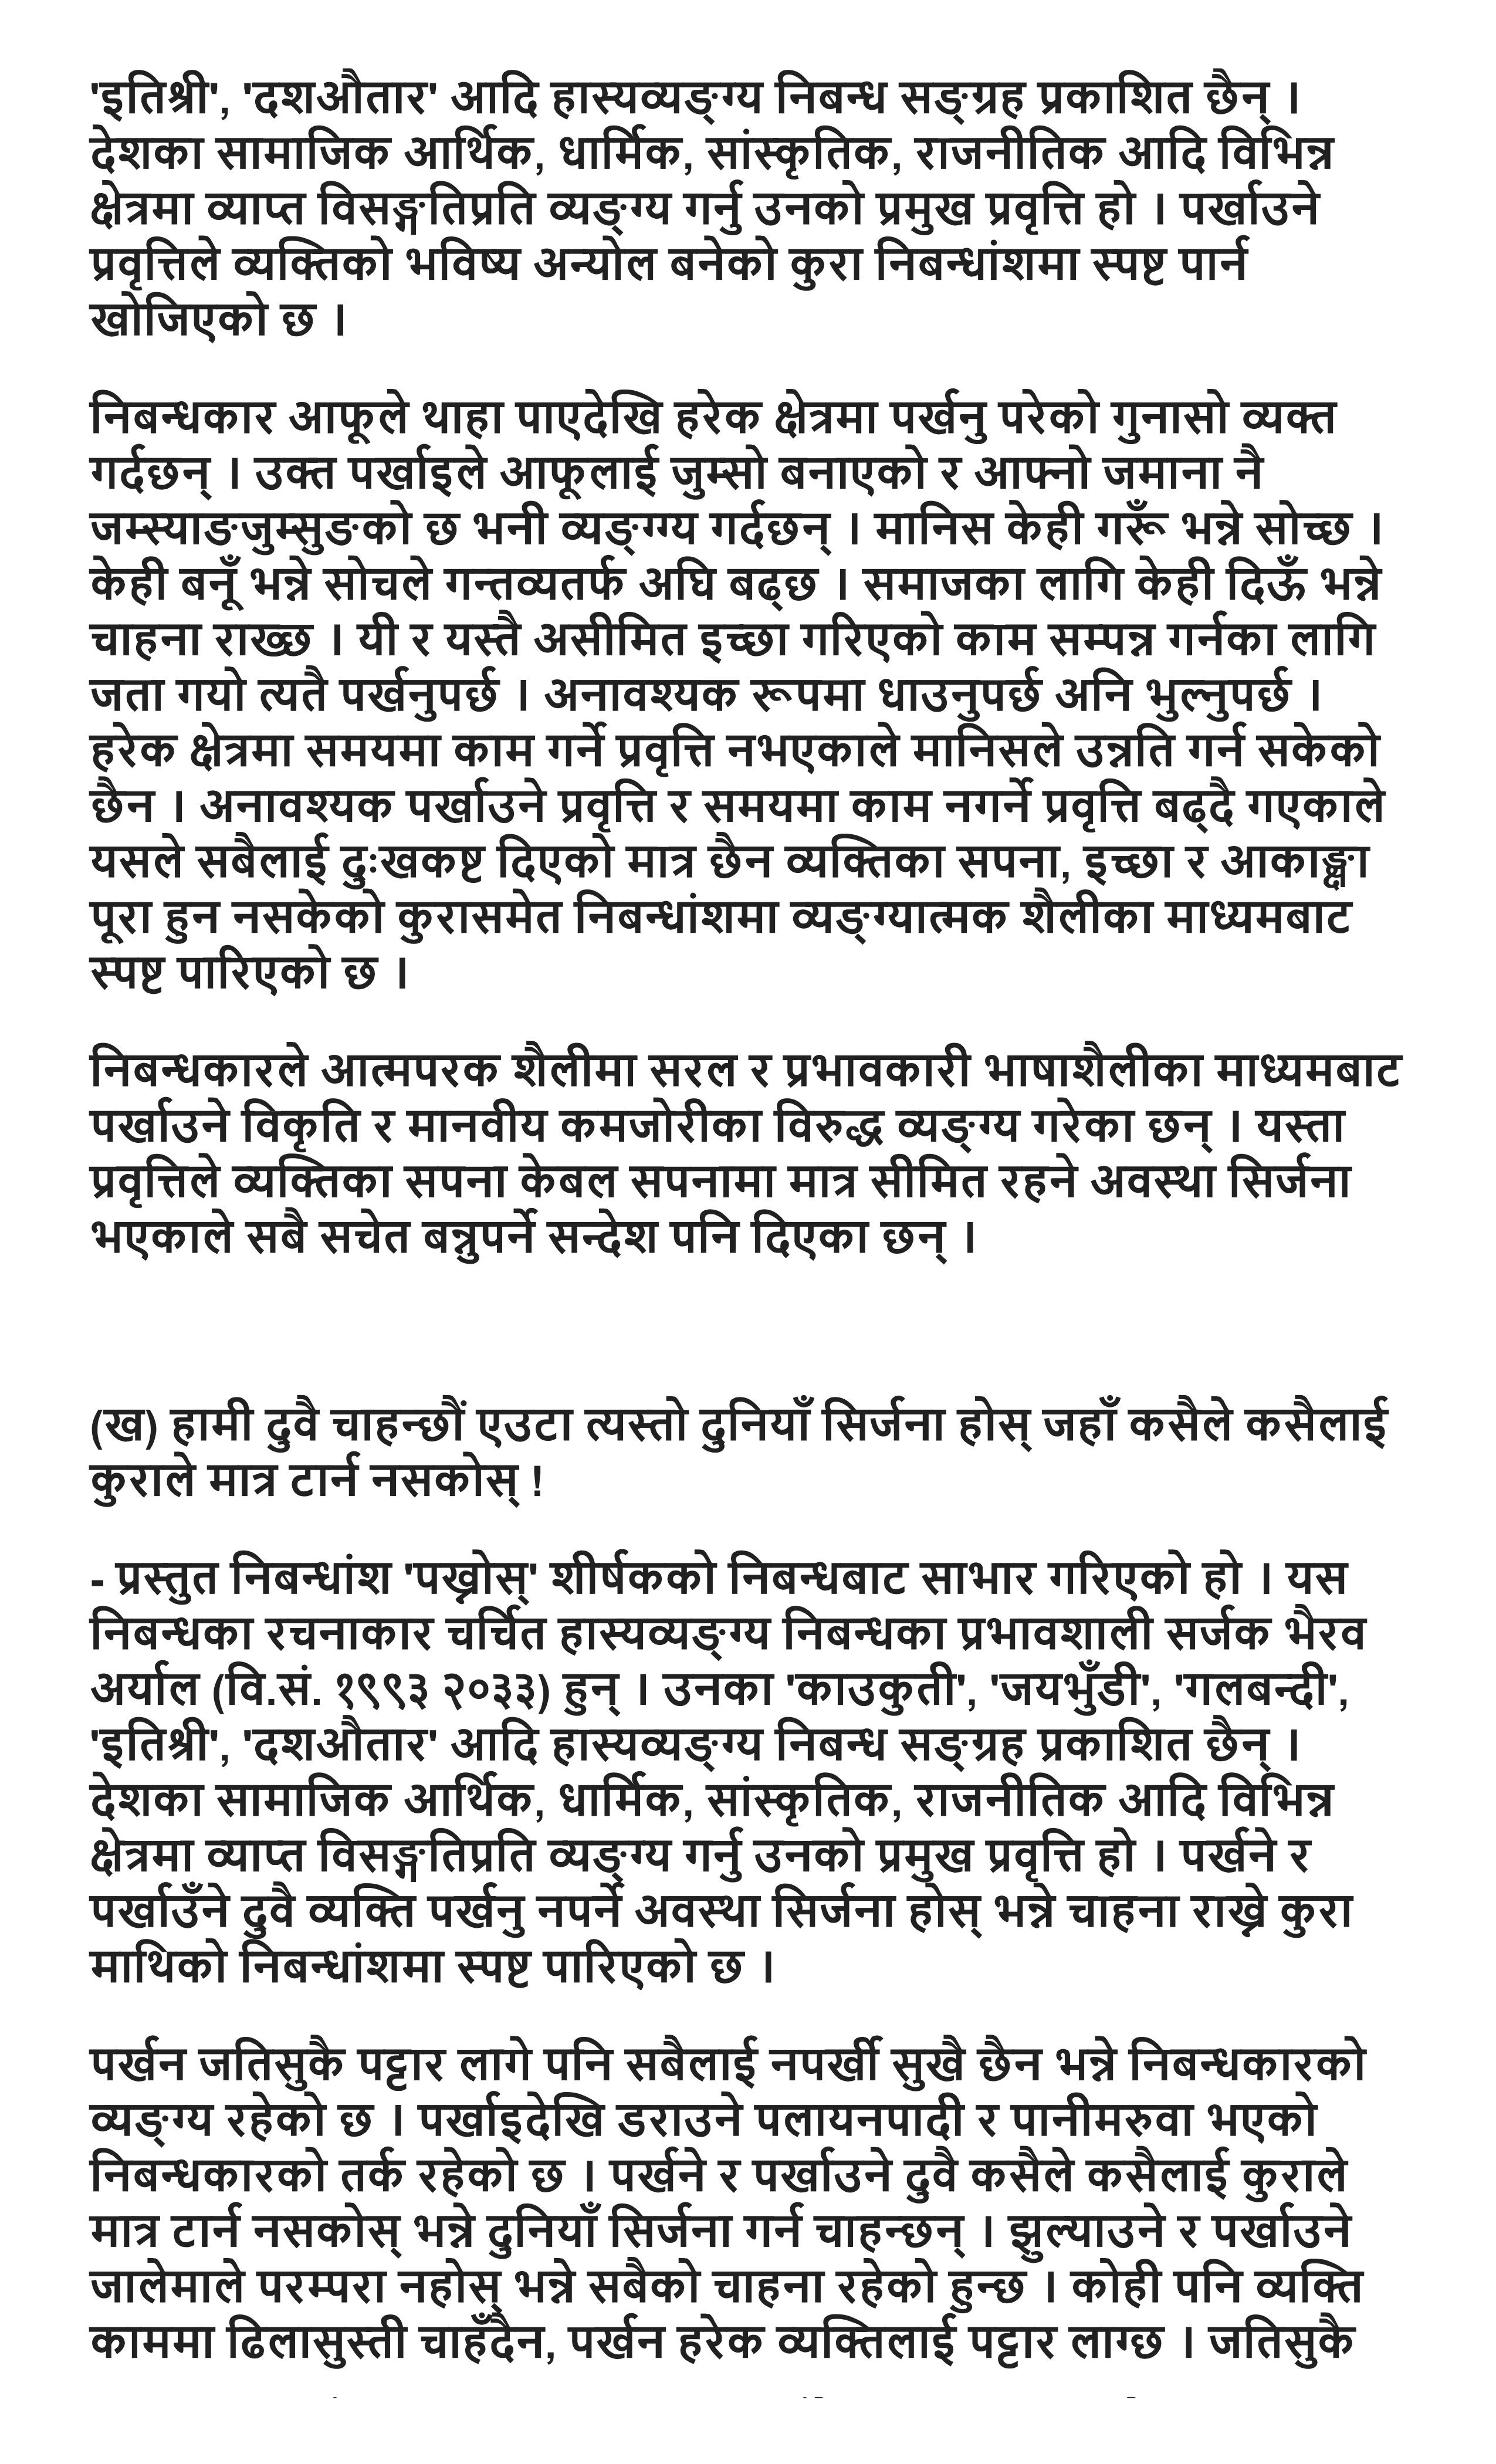 'इतिश्री', 'दशऔतार' आदि हास्यव्यङ्ग्य निबन्ध सङ्ग्रह प्रकाशित छैन् ।
देशका सामाजिक आर्थिक, धार्मिक, सांस्कृतिक, राजनीतिक आदि विभिन्न
क्षेत्रमा व्याप्त विसङ्गतिप्रति व्यङ्ग्य गर्नु उनको प्रमुख प्रवृत्ति हो । पर्खाउने
प्रवृत्तिले व्यक्तिको भविष्य अन्योल बनेको कुरा निबन्धांशमा स्पष्ट पार्न
खोजिएको छ ।
निबन्धकार आफूले थाहा पाएदेखि हरेक क्षेत्रमा पर्खनु परेको गुनासो व्यक्त
गर्दछन् । उक्त पर्खाइले आफूलाई जुम्सो बनाएको र आफ्नो जमाना नै
जम्स्याङजुम्सुङको छ भनी व्यङ्ग्ग्य गर्दछन् । मानिस केही गरूँ भन्ने सोच्छ ।
केही बनूँ भन्ने सोचले गन्तव्यतर्फ अघि बढ्छ । समाजका लागि केही दिऊँ भन्ने
चाहना राख्छ । यी र यस्तै असीमित इच्छा गरिएको काम सम्पन्न गर्नका लागि
जता गयो त्यतै पर्खनुपर्छ । अनावश्यक रूपमा धाउनुपर्छ अनि भुल्नुपर्छ ।
हरेक क्षेत्रमा समयमा काम गर्ने प्रवृत्ति नभएकाले मानिसले उन्नति गर्न सकेको
छैन । अनावश्यक पर्खाउने प्रवृत्ति र समयमा काम नगर्ने प्रवृत्ति बढ्दै गएकाले
यसले सबैलाई दुःखकष्ट दिएको मात्र छैन व्यक्तिका सपना, इच्छा र आकाङ्क्षा
पूरा हुन नसकेको कुरासमेत निबन्धांशमा व्यङ्ग्यात्मक शैलीका माध्यमबाट
स्पष्ट पारिएको छ ।
निबन्धकारले आत्मपरक शैलीमा सरल र प्रभावकारी भाषाशैलीका माध्यमबाट
पर्खाउने विकृति र मानवीय कमजोरीका विरुद्ध व्यङ्ग्य गरेका छन् । यस्ता
प्रवृत्तिले व्यक्तिका सपना केबल सपनामा मात्र सीमित रहने अवस्था सिर्जना
भएकाले सबै सचेत बन्नुपर्ने सन्देश पनि दिएका छन् ।
(ख) हामी दुवै चाहन्छौं एउटा त्यस्तो दुनियाँ सिर्जना होस् जहाँ कसैले कसैलाई
कुराले मात्र टार्न नसकोस् !
- प्रस्तुत निबन्धांश 'पख्नोस्' शीर्षकको निबन्धबाट साभार गरिएको हो । यस
निबन्धका रचनाकार चर्चित हास्यव्यङ्ग्य निबन्धका प्रभावशाली सर्जक भैरव
अर्याल (वि.सं. १९९३ २०३३) हुन् । उनका 'काउकुती', 'जयभुँडी', 'गलबन्दी',
'इतिश्री', 'दशऔतार' आदि हास्यव्यङ्ग्य निबन्ध सङ्ग्रह प्रकाशित छैन् ।
देशका सामाजिक आर्थिक, धार्मिक, सांस्कृतिक, राजनीतिक आदि विभिन्न
क्षेत्रमा व्याप्त विसङ्गतिप्रति व्यङ्ग्य गर्नु उनको प्रमुख प्रवृत्ति हो । पर्खने र
पर्खाउँने दुवै व्यक्ति पर्खनु नपर्ने अवस्था सिर्जना होस् भन्ने चाहना राख्ने कुरा
माथिको निबन्धांशमा स्पष्ट पारिएको छ ।
पर्खन जतिसुकै पट्टार लागे पनि सबैलाई नपर्खी सुखै छैन भन्ने निबन्धकारको
व्यङ्ग्य रहेको छ । पर्खाइदेखि डराउने पलायनपादी र पानीमरुवा भएको
निबन्धकारको तर्क रहेको छ । पर्खने र पर्खाउने दुवै कसैले कसैलाई कुराले
मात्र टार्न नसकोस् भन्ने दुनियाँ सिर्जना गर्न चाहन्छन् । झुल्याउने र पर्खाउने
जालेमाले परम्परा नहोस् भन्ने सबैको चाहना रहेको हुन्छ । कोही पनि व्यक्ति
काममा ढिलासुस्ती चाहँदैन, पर्खन हरेक व्यक्तिलाई पट्टार लाग्छ । जतिसुकै